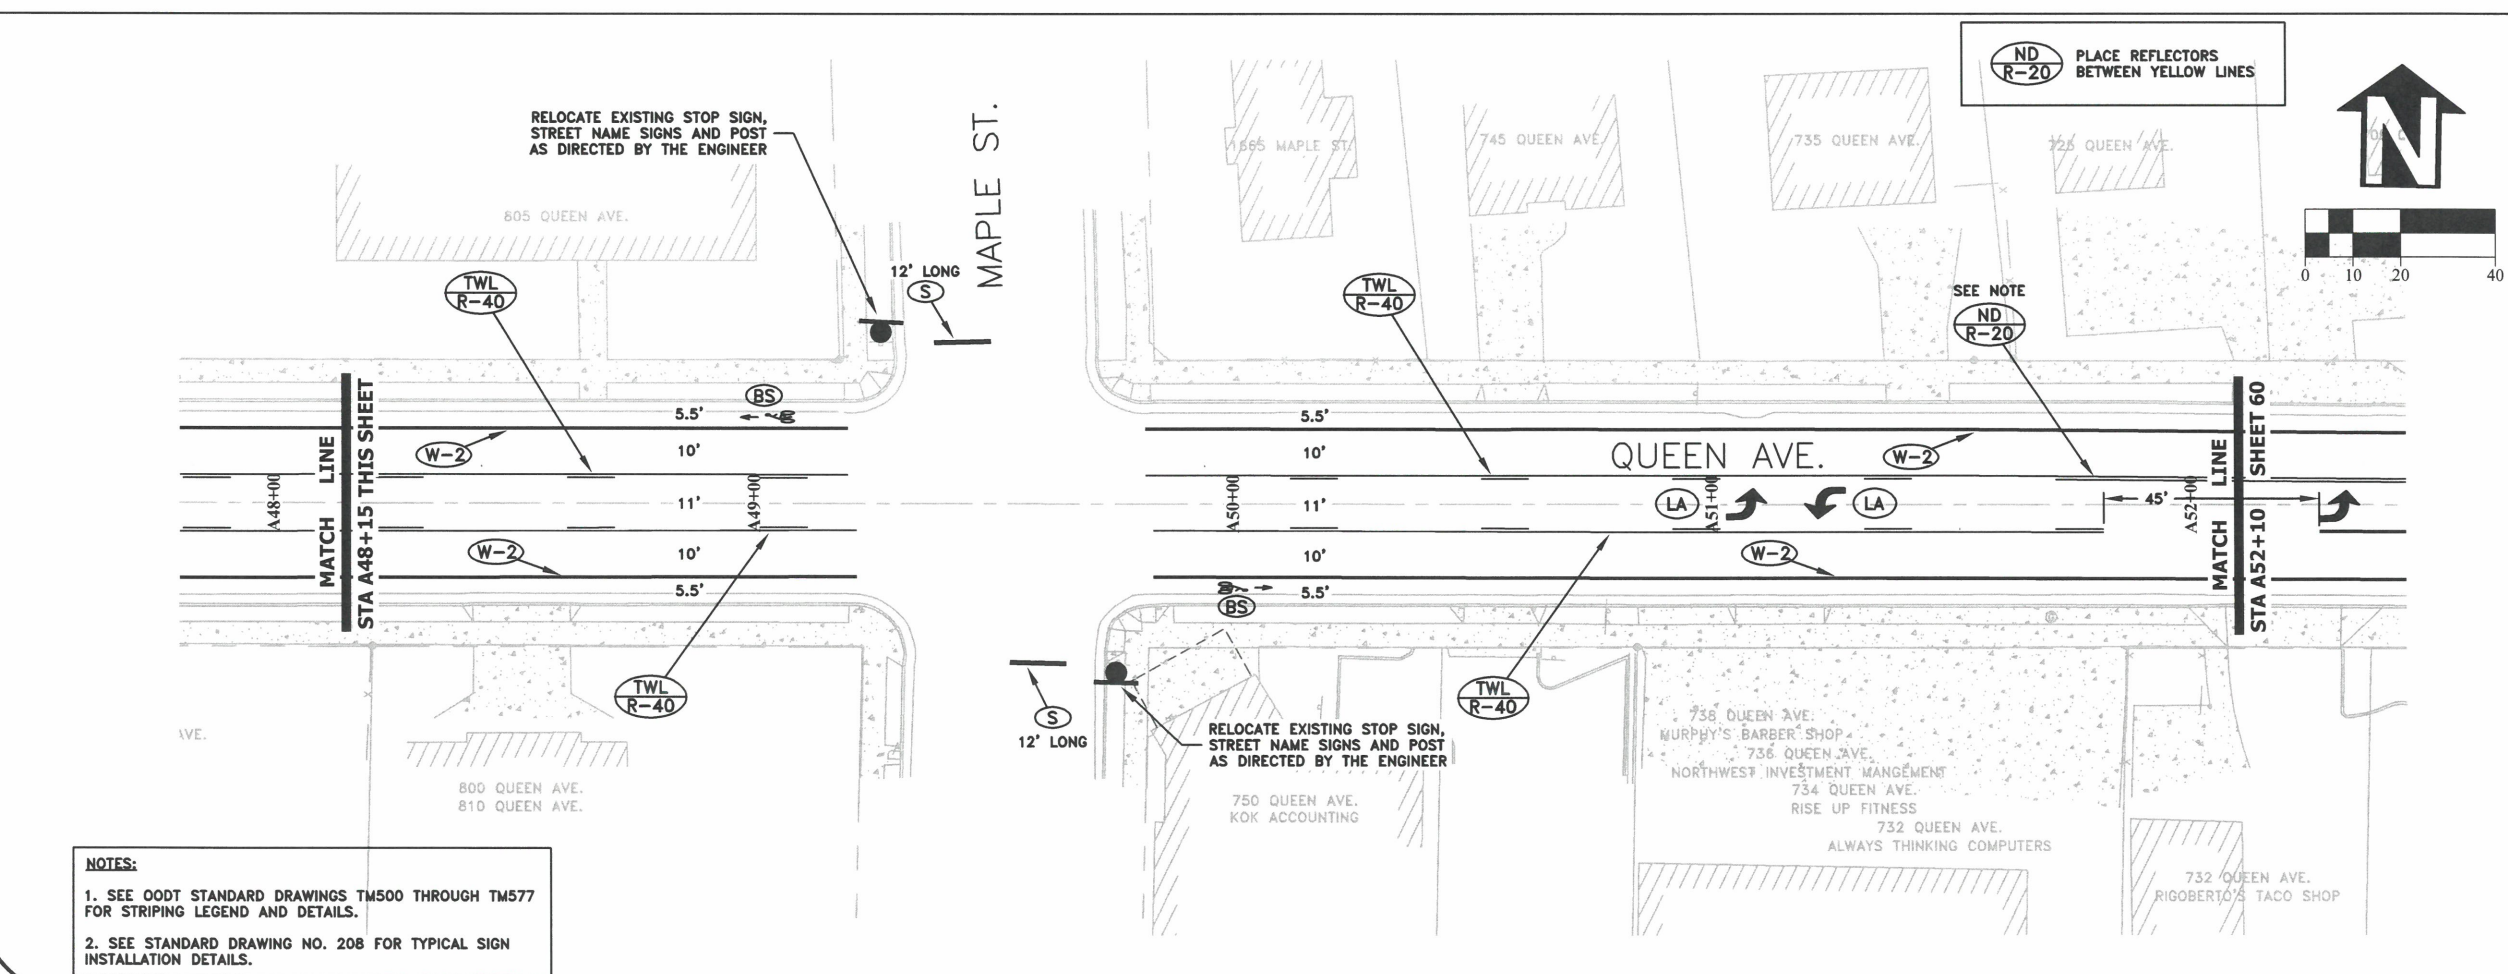 ND
R-20
PLACE REFLECTORS
BETWEEN YELLOW LINES
RELOCATE EXISTING STOP SIGN,
STREET NAME SIGNS AND POST
AS DIRECTED BY THE ENGINEER
MAPLE ST.
1665 MAPLE ST.
745 QUEEN AVE.
735 QUEEN AVE.
725 QUEEN AVE.
N
0 10 20 40
805 QUEEN AVE.
12' LONG
S
TWL
R-40
TWL
R-40
SEE NOTE
ND
R-20
BS
5.5'
5.5'
W-2
10'
10'
QUEEN AVE.
W-2
MATCH LINE
STA A48+15 THIS SHEET
A48+00
11'
A49+00
A50+00
11'
LA
A51+00
LA
45'
A52+00
MATCH LINE
STA A52+10 SHEET 60
W-2
10'
10'
W-2
5.5'
5.5'
BS
TWL
R-40
TWL
R-40
S
12' LONG
RELOCATE EXISTING STOP SIGN,
STREET NAME SIGNS AND POST
AS DIRECTED BY THE ENGINEER
AVE.
800 QUEEN AVE.
810 QUEEN AVE.
750 QUEEN AVE.
KOK ACCOUNTING
738 QUEEN AVE.
MURPHY'S BARBER SHOP
736 QUEEN AVE.
NORTHWEST INVESTMENT MANGEMENT
734 QUEEN AVE.
RISE UP FITNESS
732 QUEEN AVE.
ALWAYS THINKING COMPUTERS
732 QUEEN AVE.
RIGOBERTO'S TACO SHOP
NOTES:
1. SEE OODT STANDARD DRAWINGS TM500 THROUGH TM577
FOR STRIPING LEGEND AND DETAILS.
2. SEE STANDARD DRAWING NO. 208 FOR TYPICAL SIGN
INSTALLATION DETAILS.